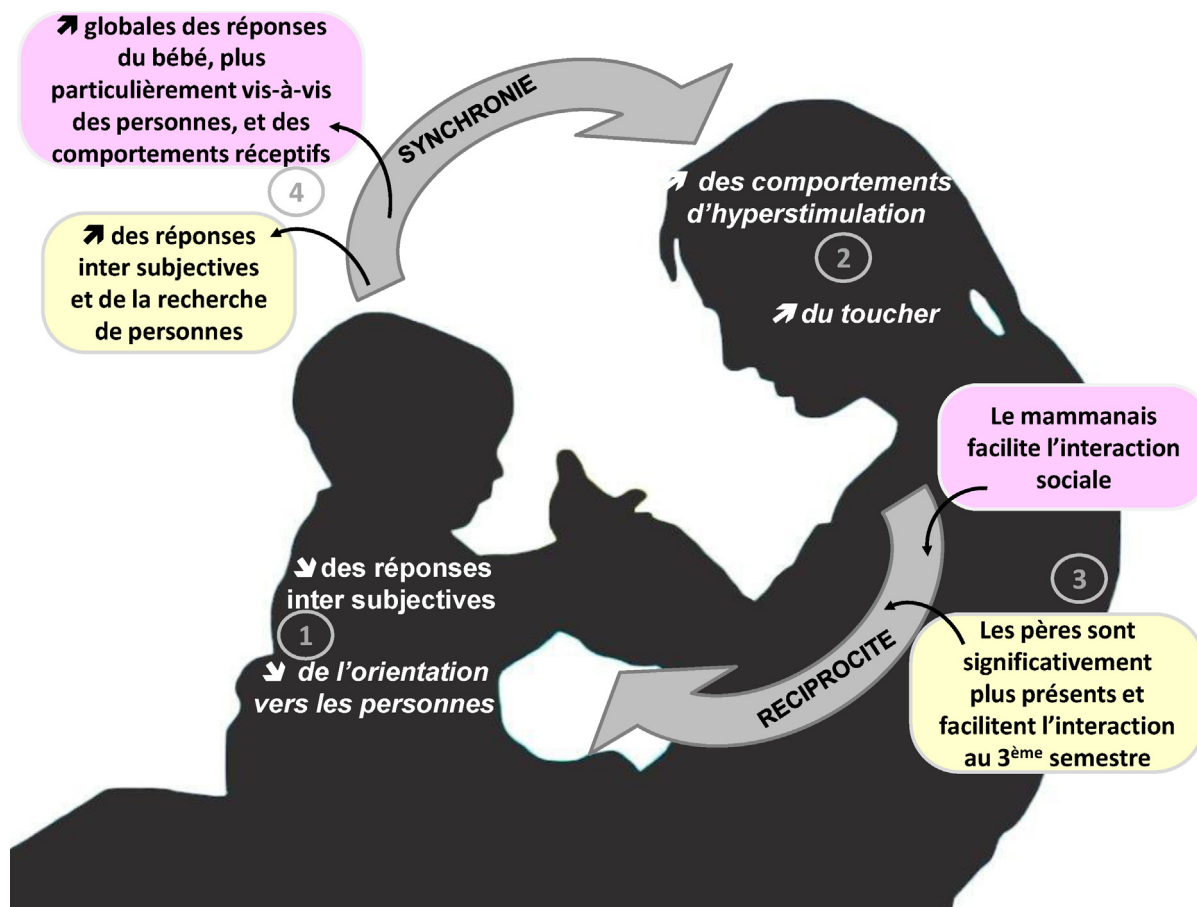 ↗ globales des réponses
du bébé, plus
particulièrement vis-à-vis
des personnes, et des
comportements réceptifs
4
↗ des réponses
inter subjectives
et de la recherche
de personnes
SYNCHRONIE
↗ des comportements
d’hyperstimulation
2
↗ du toucher
Le mammanais
facilite l’interaction
sociale
3
Les pères sont
significativement
plus présents et
facilitent l’interaction
au 3ème semestre
RECIPROCITE
↘ des réponses
inter subjectives
1
↘ de l’orientation
vers les personnes